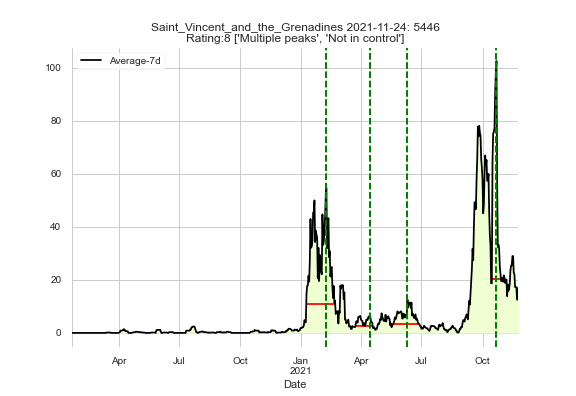 Saint_Vincent_and_the_Grenadines 2021-11-24: 5446
Rating:8 ['Multiple peaks', 'Not in control']
Average-7d
100
80
60
40
20
0
Apr Jul Oct Jan Apr Jul Oct
2021
Date